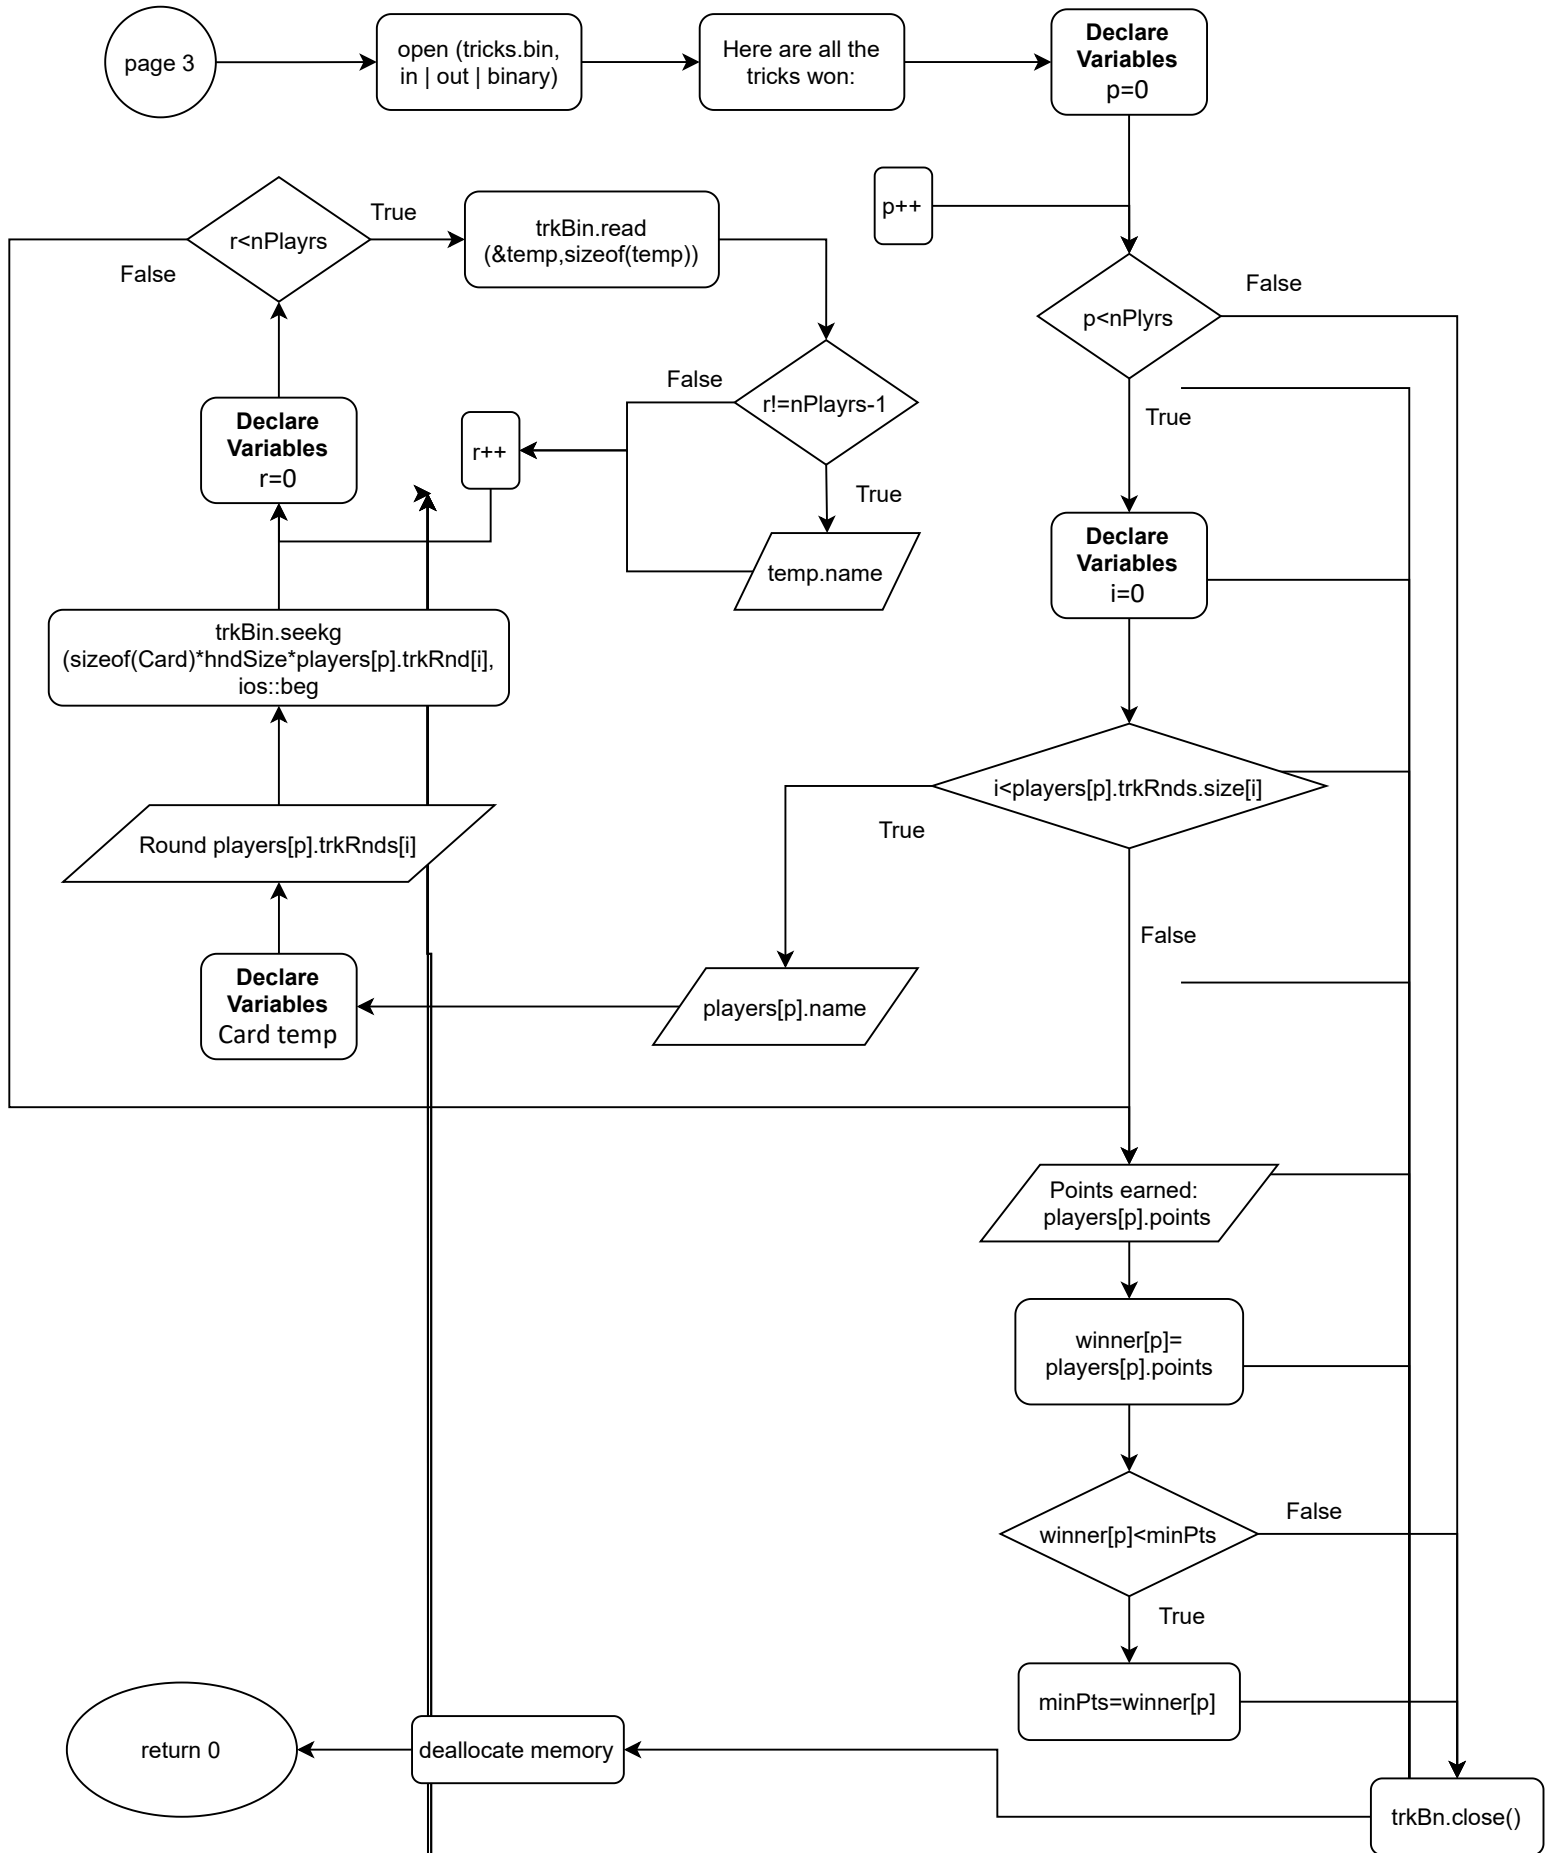 page 3
open (tricks.bin,
in | out | binary)
Here are all the
tricks won:
Declare
Variables
p=0
p++
p<nPlyrs
False
True
r<nPlayrs
True
False
trkBin.read
(&temp,sizeof(temp))
r!=nPlayrs-1
False
True
r++
temp.name
Declare
Variables
r=0
Declare
Variables
i=0
trkBin.seekg
(sizeof(Card)*hndSize*players[p].trkRnd[i],
ios::beg
i<players[p].trkRnds.size[i]
True
False
Round players[p].trkRnds[i]
Declare
Variables
Card temp
players[p].name
Points earned:
players[p].points
winner[p]=
players[p].points
winner[p]<minPts
False
True
minPts=winner[p]
return 0
deallocate memory
trkBn.close()